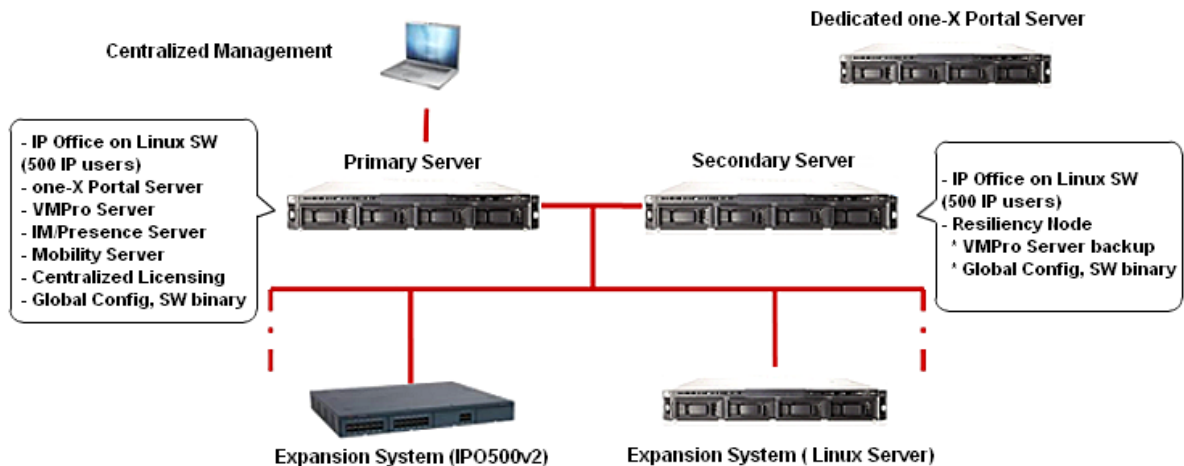 Dedicated one-X Portal Server
Centralized Management
- IP Office on Linux SW
(500 IP users)
- one-X Portal Server
- VMPro Server
- IM/Presence Server
- Mobility Server
- Centralized Licensing
- Global Config, SW binary
Primary Server
Secondary Server
- IP Office on Linux SW
(500 IP users)
- Resiliency Node
* VMPro Server backup
* Global Config, SW binary
Expansion System (IPO500v2)
Expansion System ( Linux Server)